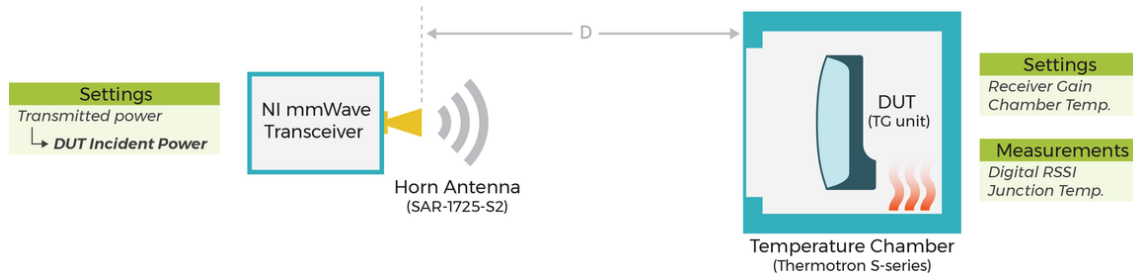 D
Settings
Transmitted power
DUT Incident Power
NI mmWave
Transceiver
Horn Antenna
(SAR-1725-S2)
DUT
(TG unit)
Temperature Chamber
(Thermotron S-series)
Settings
Receiver Gain
Chamber Temp.
Measurements
Digital RSSI
Junction Temp.